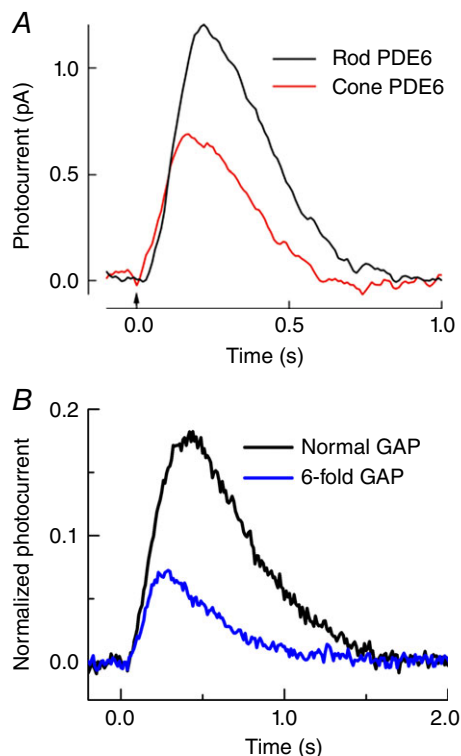 A
Rod PDE6
Cone PDE6
Photocurrent (pA)
1.0
0.5
0.0
0.0 0.5 1.0
Time (s)
B
Normal GAP
6-fold GAP
Normalized photocurrent
0.2
0.1
0.0
0.0 1.0 2.0
Time (s)